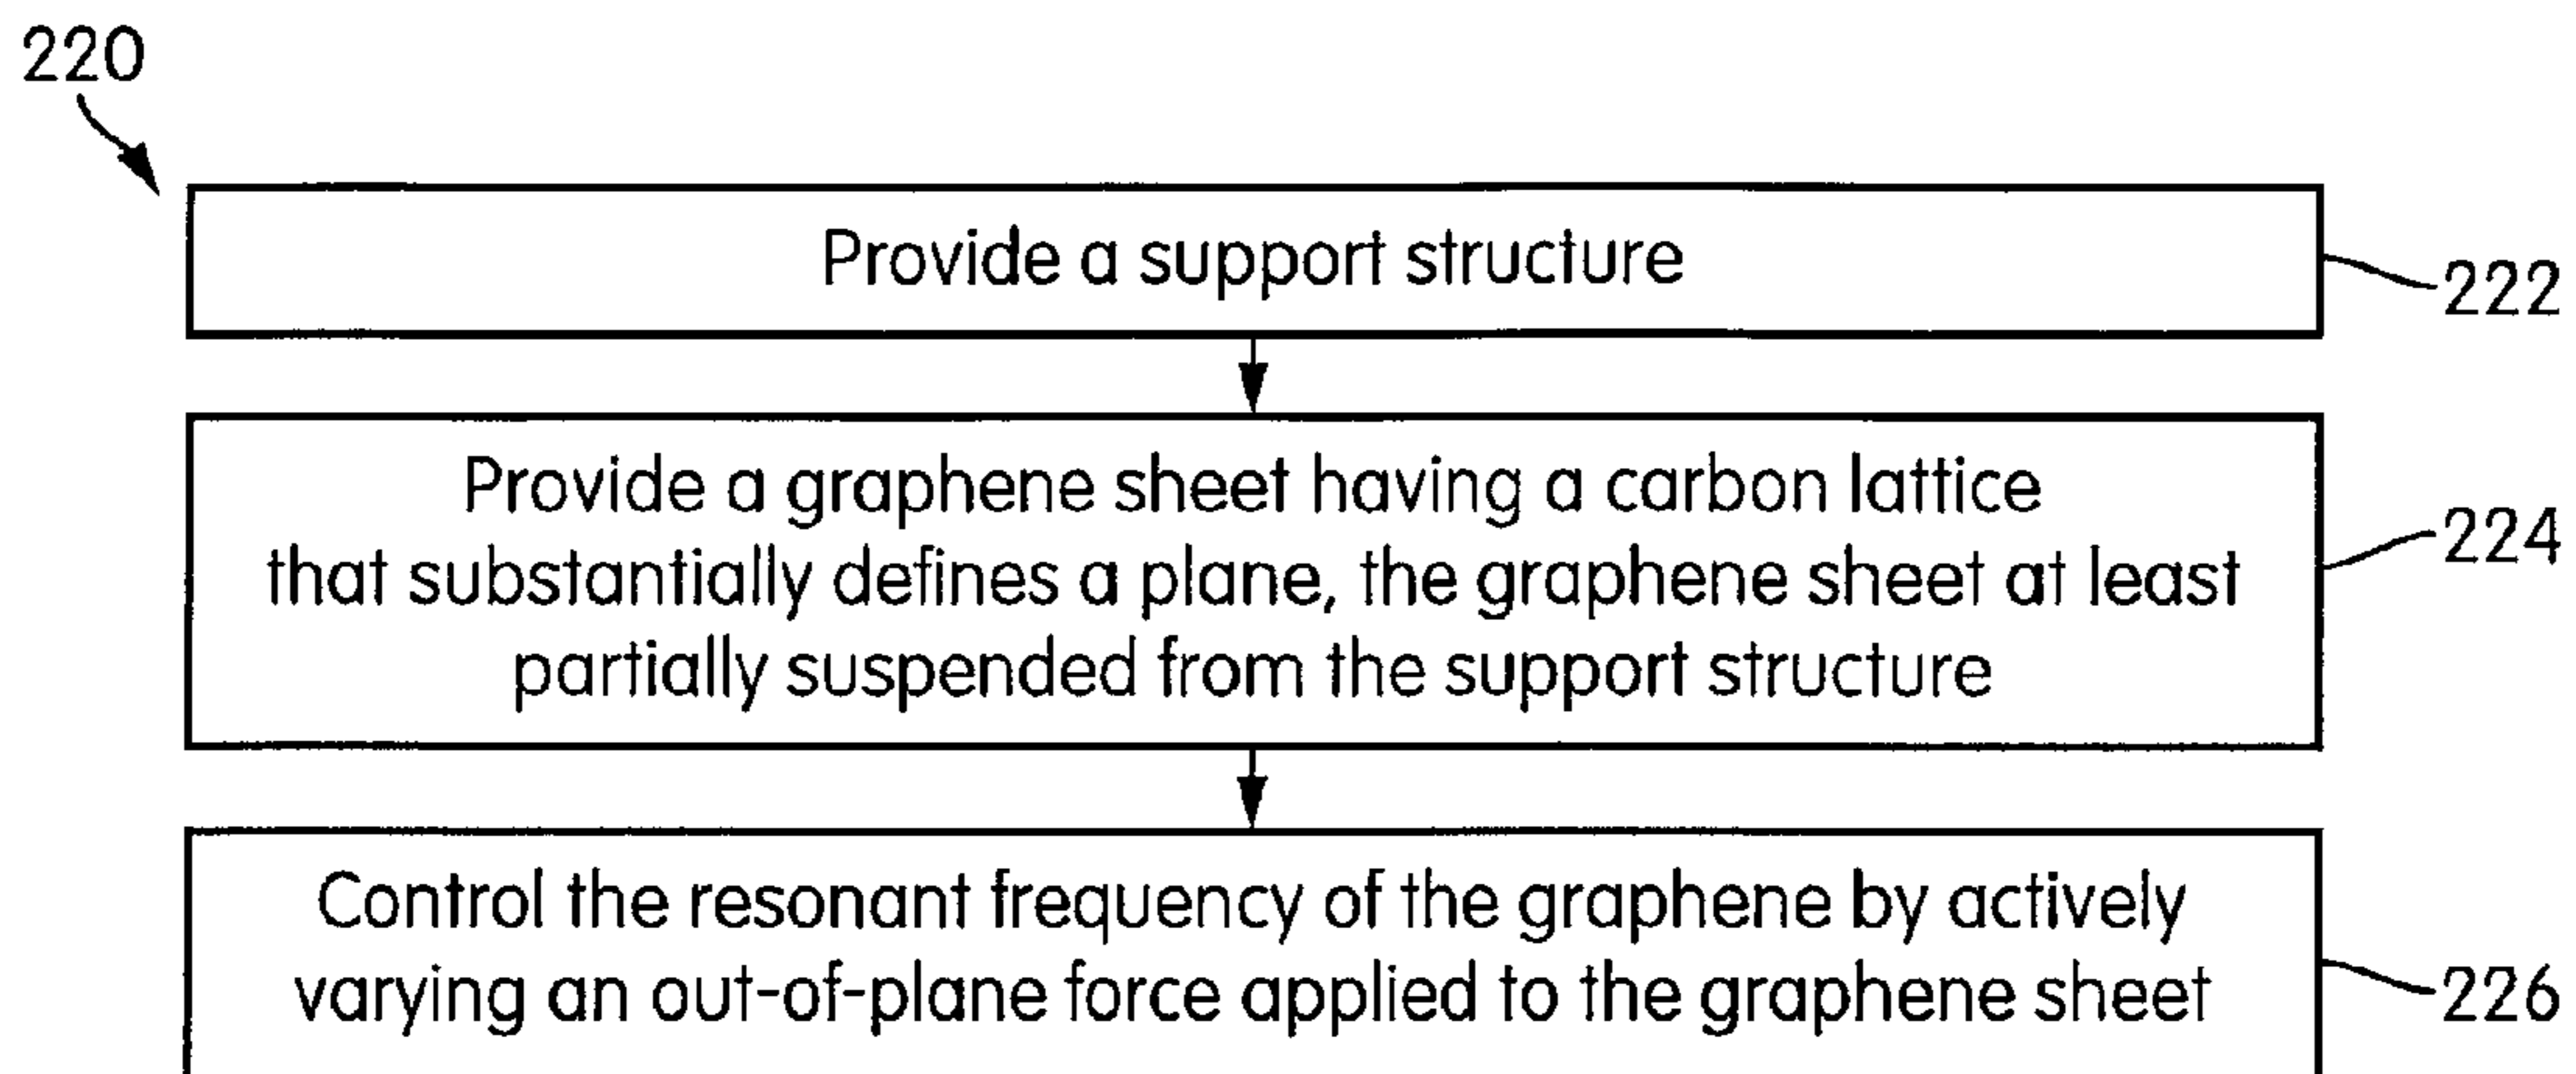 220
Provide a support structure
222
Provide a graphene sheet having a carbon lattice
that substantially defines a plane, the graphene sheet at least
partially suspended from the support structure
224
Control the resonant frequency of the graphene by actively
varying an out-of-plane force applied to the graphene sheet
226